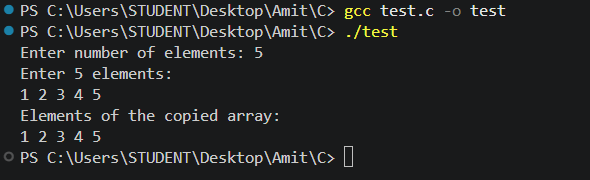 PS C:\Users\STUDENT\Desktop\Amit\C> gcc test.c -o test
PS C:\Users\STUDENT\Desktop\Amit\C> ./test
Enter number of elements: 5
Enter 5 elements:
1 2 3 4 5
Elements of the copied array:
1 2 3 4 5
PS C:\Users\STUDENT\Desktop\Amit\C>